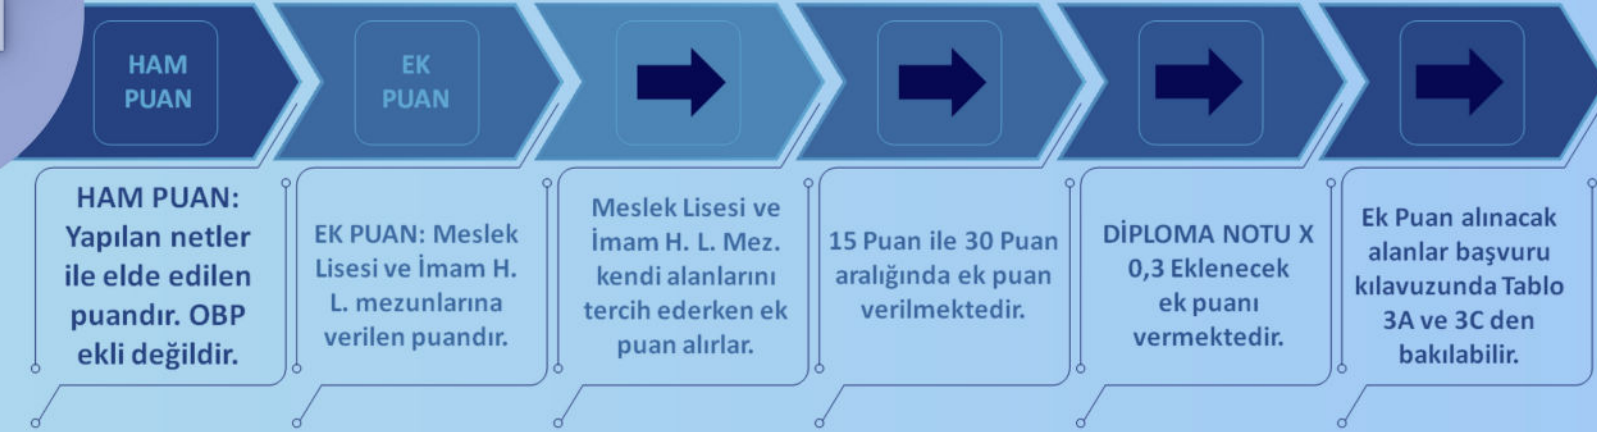 HAM
PUAN
EK
PUAN
HAM PUAN:
Yapılan netler
ile elde edilen
puandır. OBP
ekli değildir.
EK PUAN: Meslek
Lisesi ve İmam H.
L. mezunlarına
verilen puandır.
Meslek Lisesi ve
İmam H. L. Mez.
kendi alanlarını
tercih ederken ek
puan alırlar.
15 Puan ile 30 Puan
aralığında ek puan
verilmektedir.
DİPLOMA NOTU X
0,3 Eklenecek
ek puanı
vermektedir.
Ek Puan alınacak
alanlar başvuru
kılavuzunda Tablo
3A ve 3C den
bakılabilir.